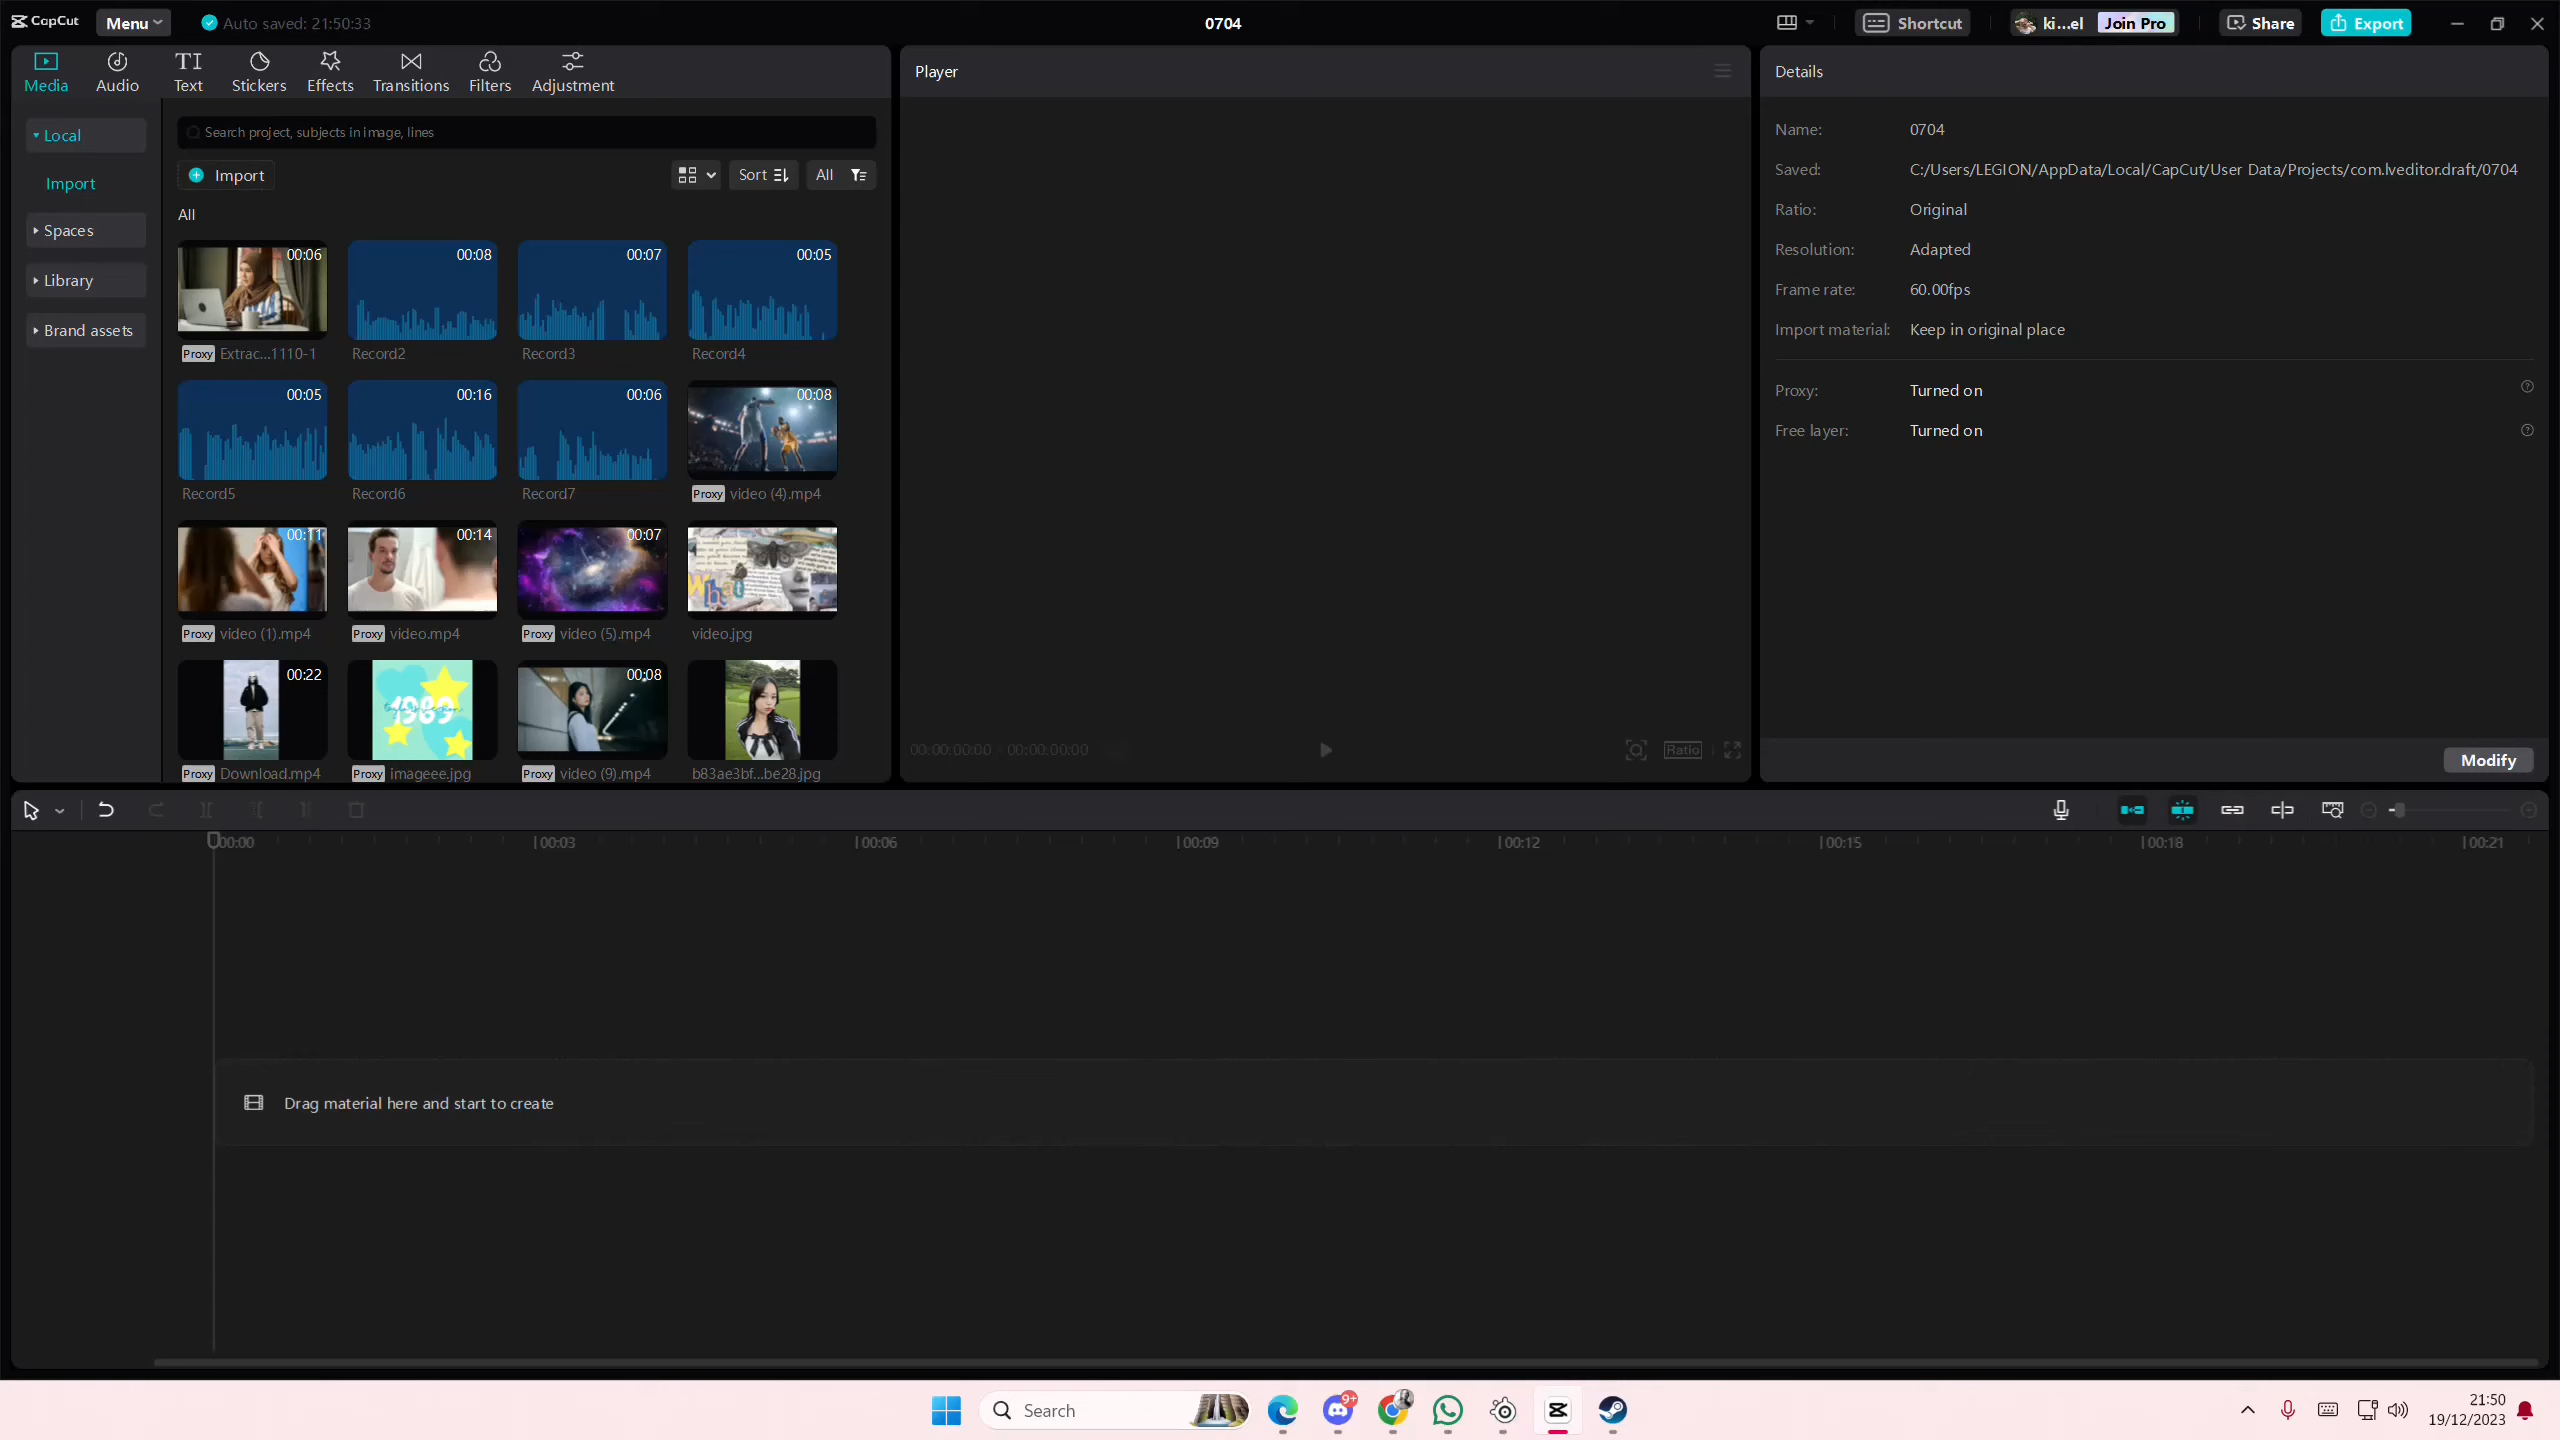 CapCut Menu Auto saved: 21:50:33 0704 Shortcut ki...el Join Pro Share Export
Media Audio Text Stickers Effects Transitions Filters Adjustment
Player
Details
Local
Import
Spaces
Library
Brand assets
Search project, subjects in image, lines
Import Sort All
All
00:06 00:08 00:07 00:05
Proxy Extrac...1110-1 Record2 Record3 Record4
00:05 00:16 00:06 00:08
Record5 Record6 Record7 Proxy video (4).mp4
00:11 00:14 00:07
What
Proxy video (1).mp4 Proxy video.mp4 Proxy video (5).mp4 video.jpg
00:22 00:08
1989
Proxy Download.mp4 Proxy imageee.jpg Proxy video (9).mp4 b83ae3bf...be28.jpg
00:00:00:00 00:00:00:00 Ratio
Name: 0704
Saved: C:/Users/LEGION/AppData/Local/CapCut/User Data/Projects/com.lveditor.draft/0704
Ratio: Original
Resolution: Adapted
Frame rate: 60.00fps
Import material: Keep in original place
Proxy: Turned on
Free layer: Turned on
Modify
00:00 00:03 00:06 00:09 00:12 00:15 00:18 00:21
Drag material here and start to create
Search 9+ 21:50
19/12/2023